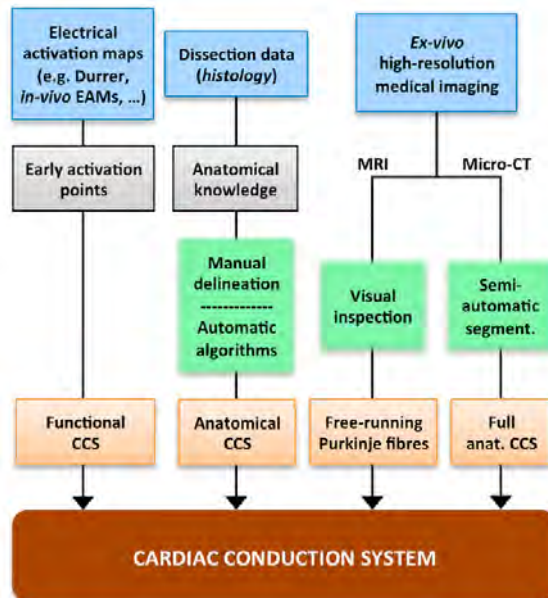 Electrical
activation maps
(e.g. Durrer,
in-vivo EAMs, ...)
Dissection data
(histology)
Ex-vivo
high-resolution
medical imaging
Early activation
points
Anatomical
knowledge
MRI
Micro-CT
Manual
delineation
-------------
Automatic
algorithms
Visual
inspection
Semi-
automatic
segment.
Functional
CCS
Anatomical
CCS
Free-running
Purkinje fibres
Full
anat. CCS
CARDIAC CONDUCTION SYSTEM